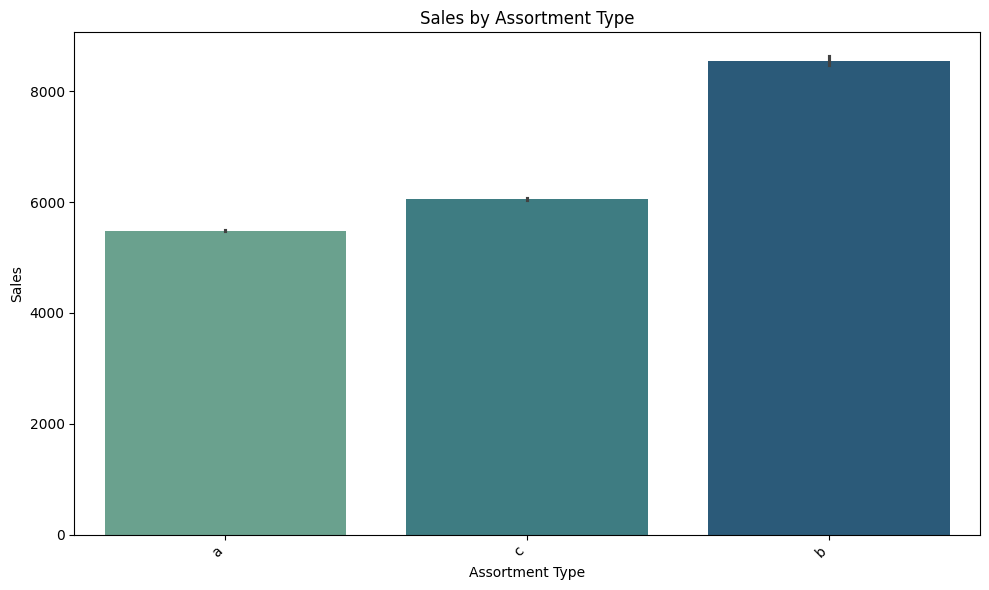 Sales by Assortment Type
Sales
8000
6000
4000
2000
0
a
c
b
Assortment Type